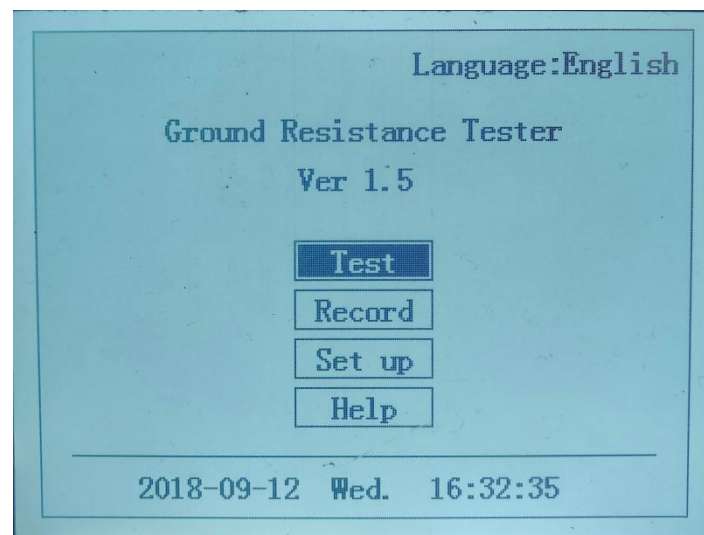 Language:English
Ground Resistance Tester
Ver 1.5
Test
Record
Set up
Help
2018-09-12 Wed. 16:32:35